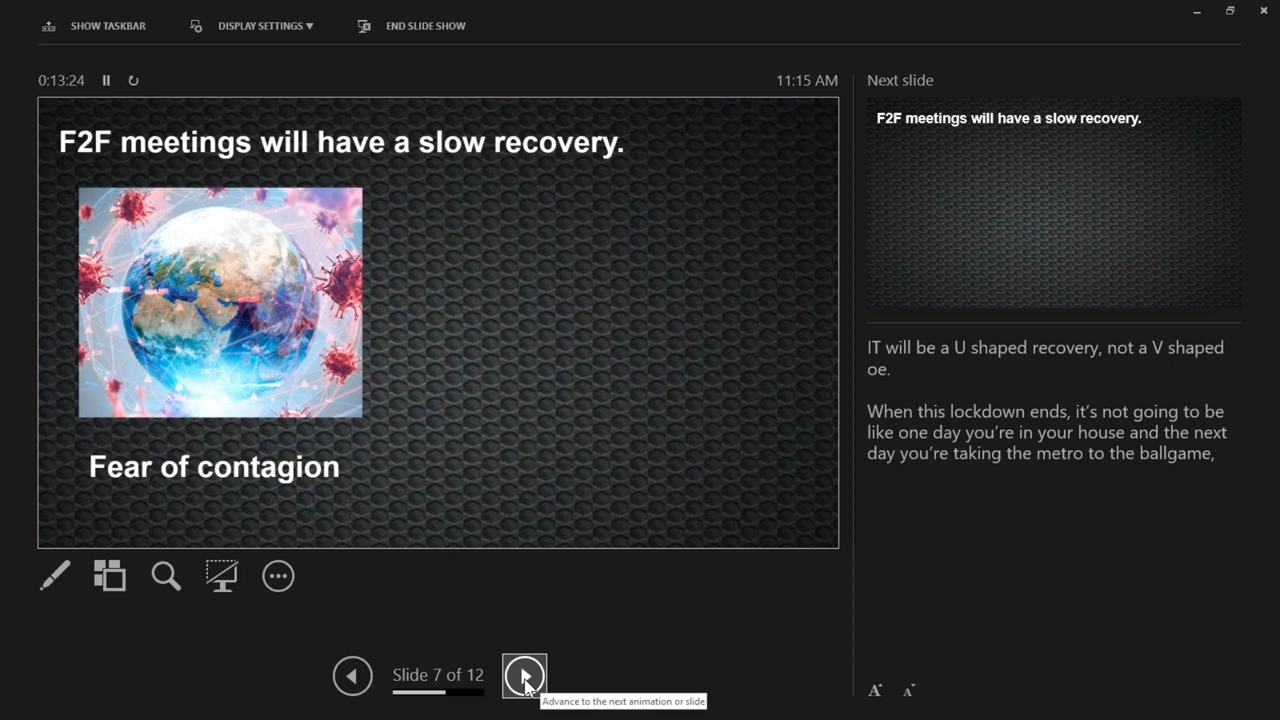 SHOW TASKBAR
DISPLAY SETTINGS ▼
END SLIDE SHOW
0:13:24
11:15 AM
Next slide
F2F meetings will have a slow recovery.
Fear of contagion
F2F meetings will have a slow recovery.
IT will be a U shaped recovery, not a V shaped
oe.
When this lockdown ends, it’s not going to be
like one day you’re in your house and the next
day you’re taking the metro to the ballgame,
Slide 7 of 12
Advance to the next animation or slide
A A